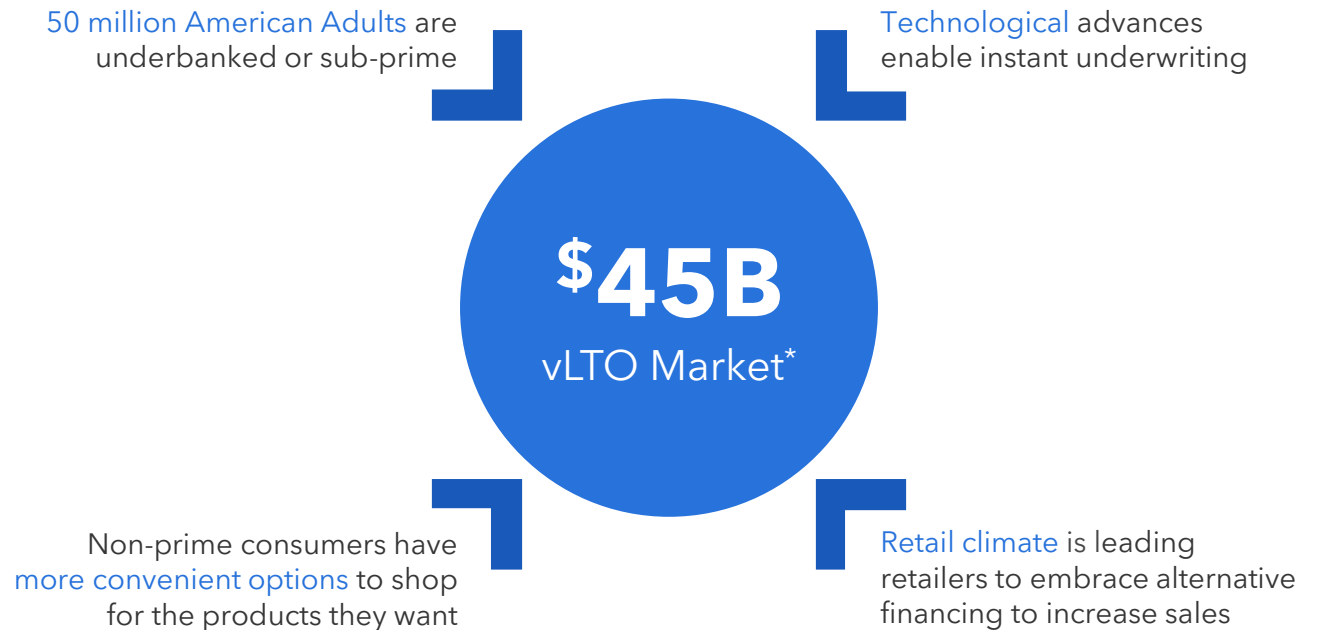 50 million American Adults are
underbanked or sub-prime
Technological advances
enable instant underwriting
$45B
vLTO Market*
Non-prime consumers have
more convenient options to shop
for the products they want
Retail climate is leading
retailers to embrace alternative
financing to increase sales